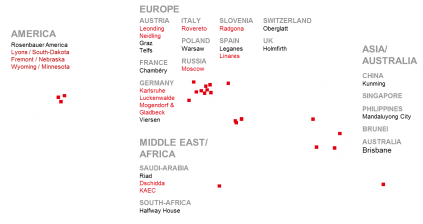 AMERICA
Rosenbauer America
Lyons / South-Dakota
Fremont / Nebraska
Wyoming / Minnesota
EUROPE
AUSTRIA
Leonding
Neidling
Graz
Telfs
FRANCE
Chambéry
GERMANY
Karlsruhe
Luckenwalde
Mogendorf &
Gladbeck
Viersen
ITALY
Rovereto
POLAND
Warsaw
RUSSIA
Moscow
SLOVENIA
Radgona
SPAIN
Leganes
Linares
SWITZERLAND
Oberglatt
UK
Holmfirth
MIDDLE EAST/
AFRICA
SAUDI-ARABIA
Riad
Dschidda
KAEC
SOUTH-AFRICA
Halfway House
ASIA/
AUSTRALIA
CHINA
Kunming
SINGAPORE
PHILIPPINES
Mandaluyong City
BRUNEI
AUSTRALIA
Brisbane